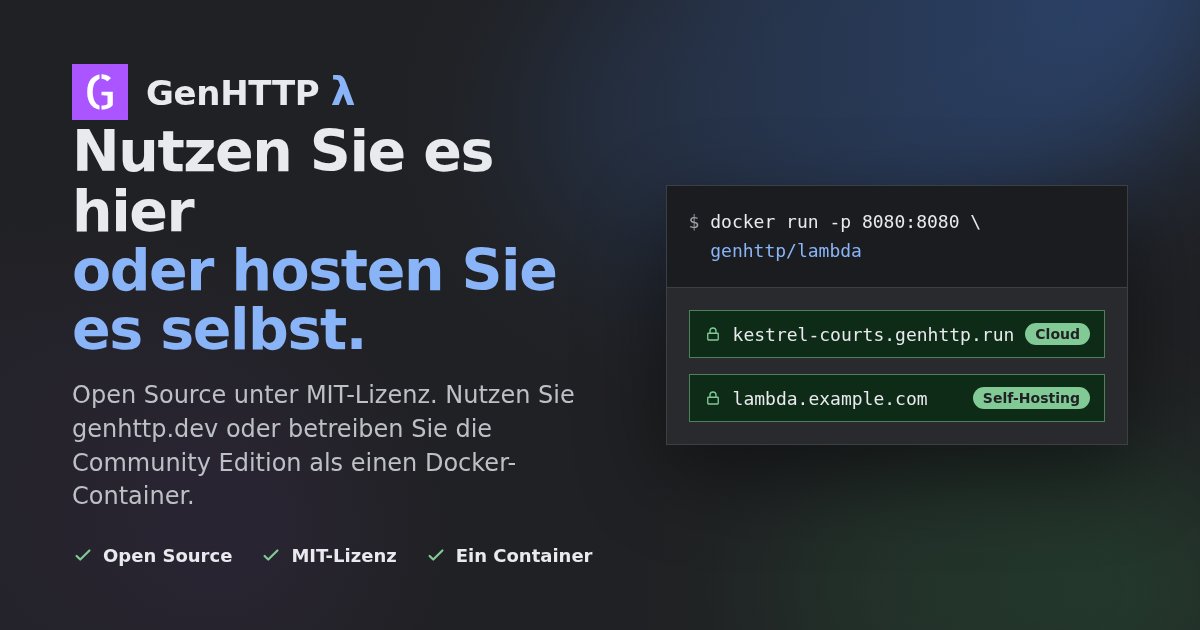 GenHTTP λ
Nutzen Sie es
hier
oder hosten Sie
es selbst.
Open Source unter MIT-Lizenz. Nutzen Sie
genhttp.dev oder betreiben Sie die
Community Edition als einen Docker-
Container.
Open Source
MIT-Lizenz
Ein Container
$ docker run -p 8080:8080 \
genhttp/lambda
kestrel-courts.genhttp.run Cloud
lambda.example.com Self-Hosting